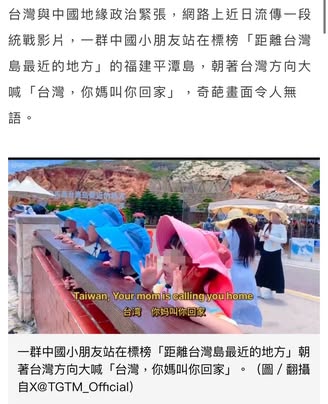 台灣與中國地緣政治緊張，網路上近日流傳一段
統戰影片，一群中國小朋友站在標榜「距離台灣
島最近的地方」的福建平潭島，朝著台灣方向大
喊「台灣，你媽叫你回家」，奇葩畫面令人無
語。
Taiwan, Your mom is calling you home
台湾 你妈叫你回家
一群中國小朋友站在標榜「距離台灣島最近的地方」朝
著台灣方向大喊「台灣，你媽叫你回家」。（圖／翻攝
自X@TGTM_Official）